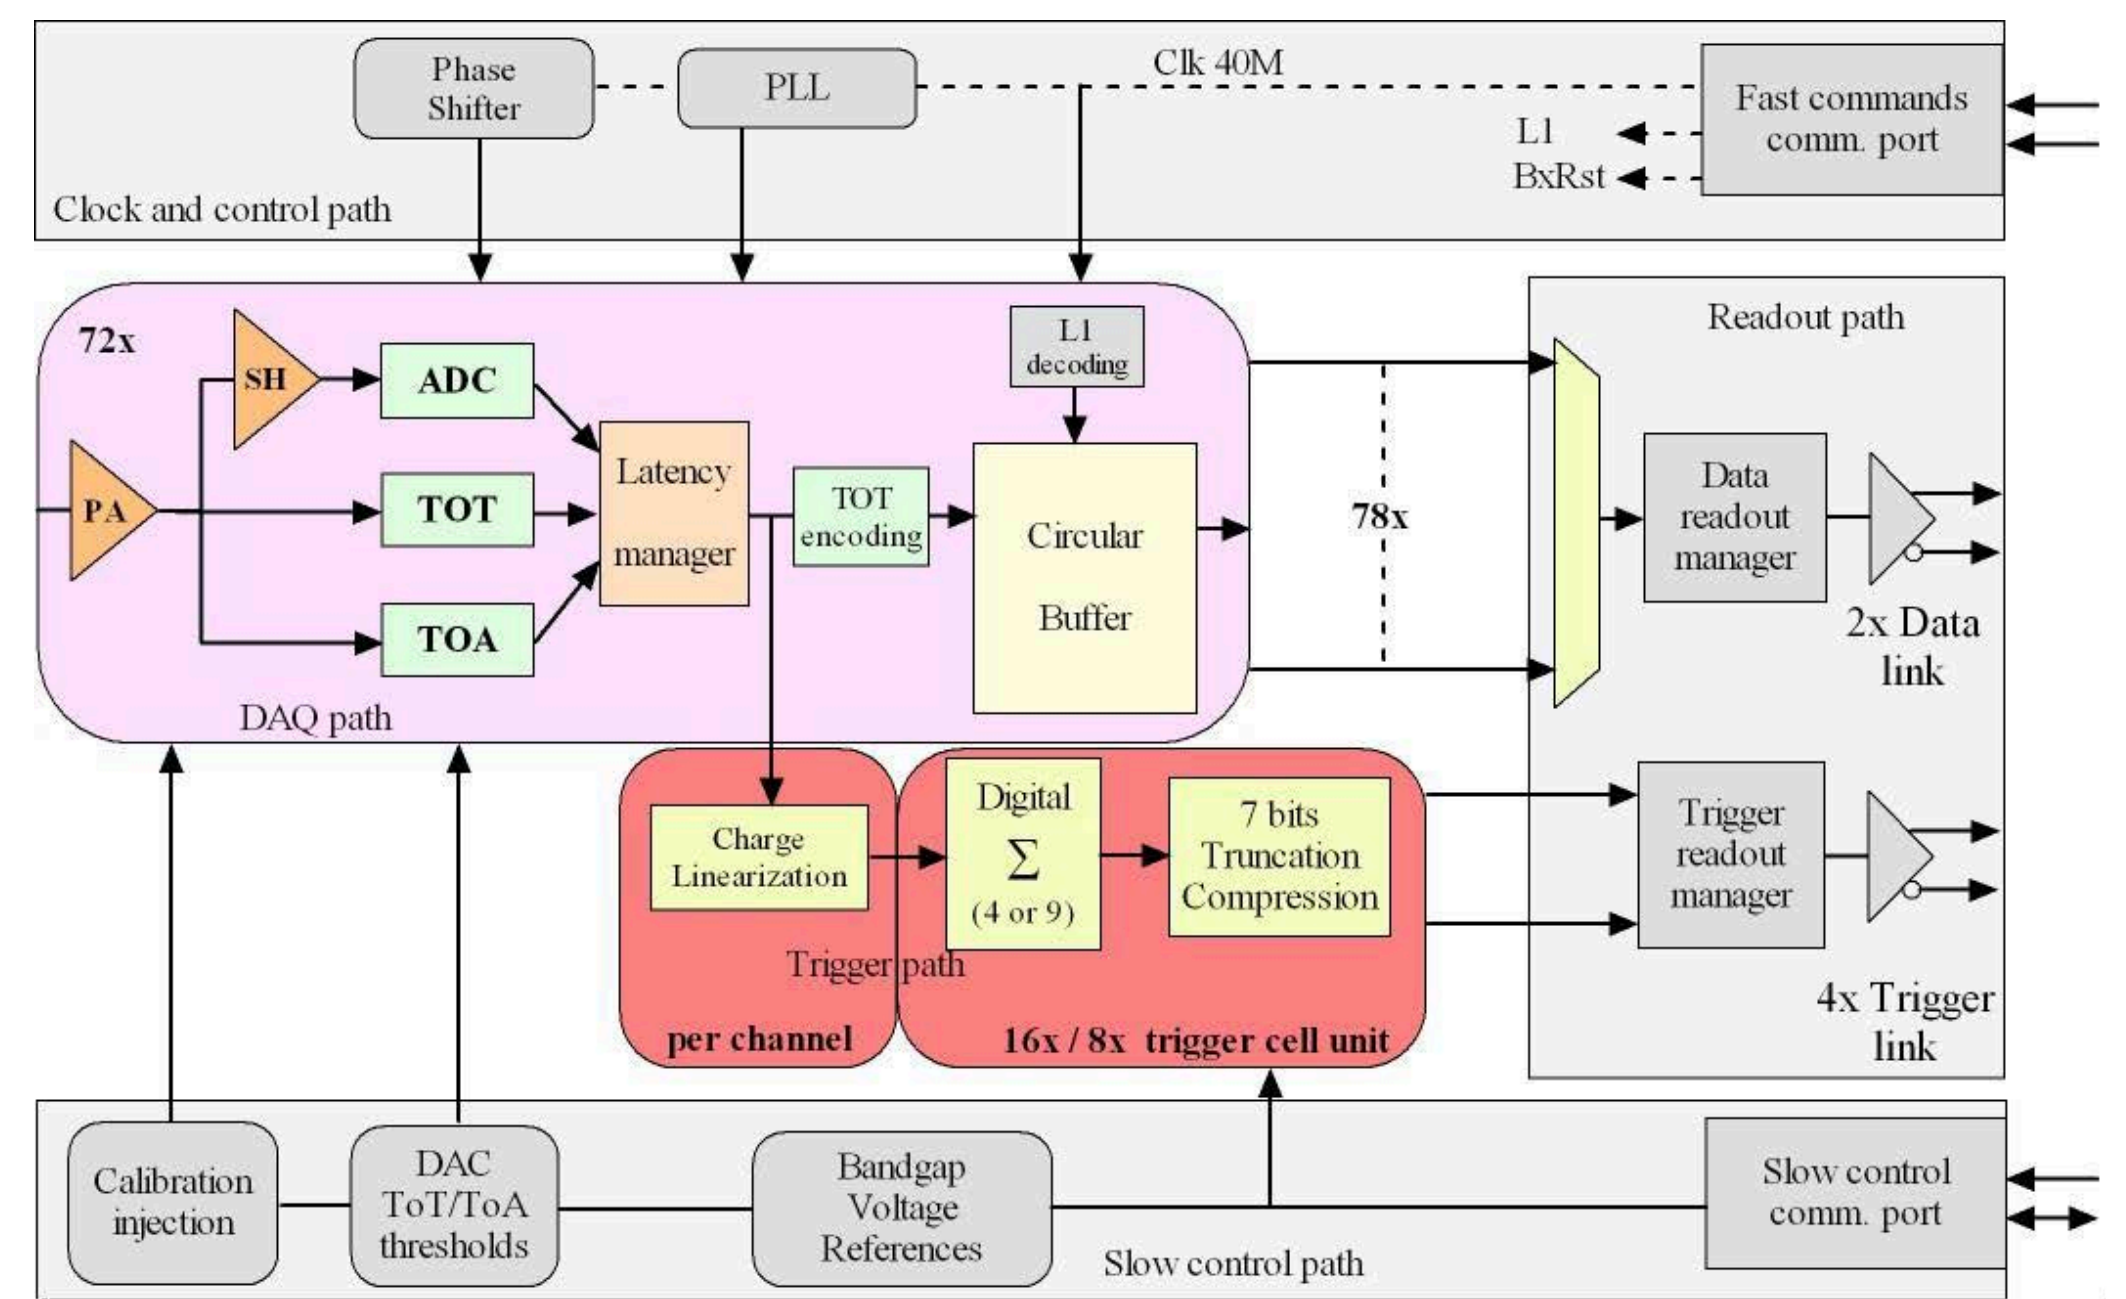 Phase
Shifter
PLL
Clk 40M
Fast commands
comm. port
L1
BxRst
Clock and control path
72x
SH
ADC
PA
TOT
TOA
Latency
manager
TOT
encoding
L1
decoding
Circular
Buffer
DAQ path
78x
Readout path
Data
readout
manager
2x Data
link
Charge
Linearization
Digital
Σ
(4 or 9)
7 bits
Truncation
Compression
Trigger path
per channel
16x / 8x trigger cell unit
Trigger
readout
manager
4x Trigger
link
Calibration
injection
DAC
ToT/ToA
thresholds
Bandgap
Voltage
References
Slow control path
Slow control
comm. port